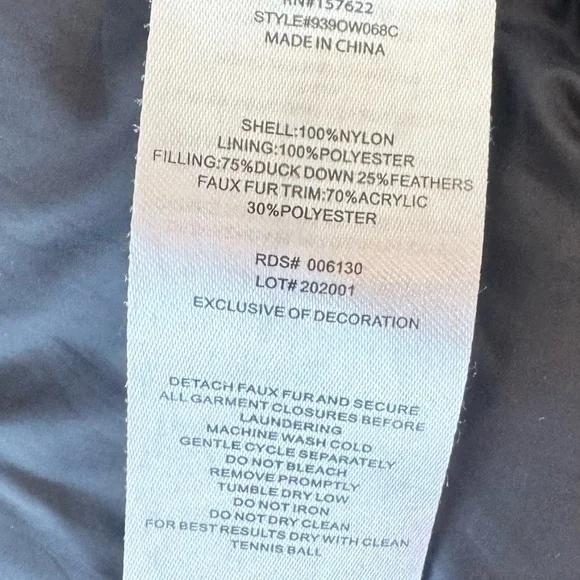 RN#157622
STYLE#939OW068C
MADE IN CHINA
SHELL:100%NYLON
LINING:100%POLYESTER
FILLING:75%DUCK DOWN 25%FEATHERS
FAUX FUR TRIM:70%ACRYLIC
30%POLYESTER
RDS# 006130
LOT# 202001
EXCLUSIVE OF DECORATION
DETACH FAUX FUR AND SECURE
ALL GARMENT CLOSURES BEFORE
LAUNDERING
MACHINE WASH COLD
GENTLE CYCLE SEPARATELY
DO NOT BLEACH
REMOVE PROMPTLY
TUMBLE DRY LOW
DO NOT IRON
DO NOT DRY CLEAN
FOR BEST RESULTS DRY WITH CLEAN
TENNIS BALL